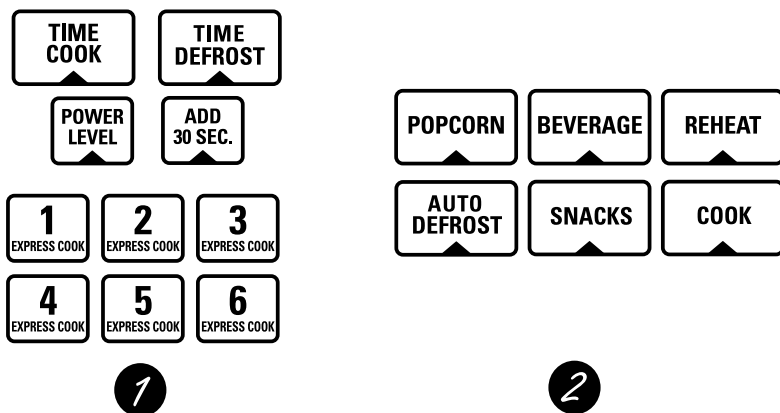 TIME
COOK
TIME
DEFROST
POWER
LEVEL
ADD
30 SEC.
1
EXPRESS COOK
2
EXPRESS COOK
3
EXPRESS COOK
4
EXPRESS COOK
5
EXPRESS COOK
6
EXPRESS COOK
1
POPCORN
BEVERAGE
REHEAT
AUTO
DEFROST
SNACKS
COOK
2